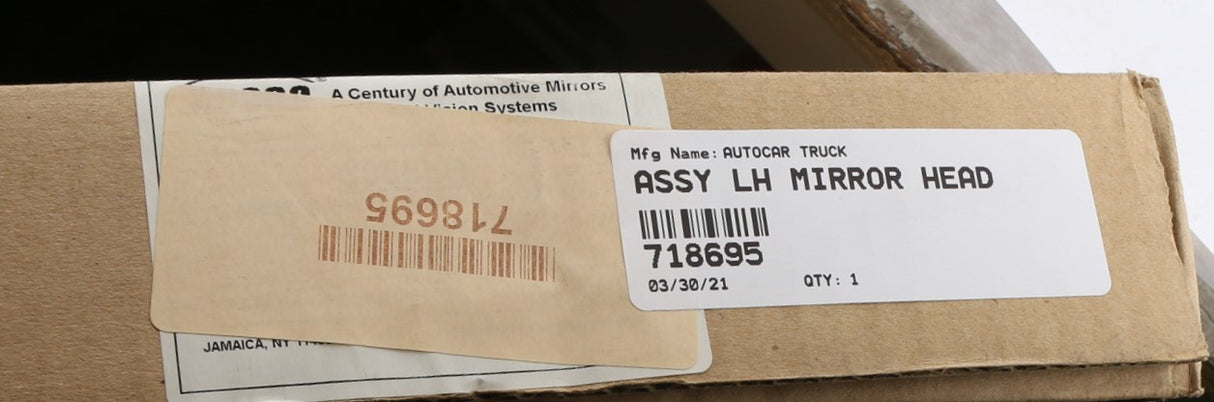 A Century of Automotive Mirrors
Vision Systems
718695
JAMAICA, NY
Mfg Name: AUTOCAR TRUCK
ASSY LH MIRROR HEAD
718695
03/30/21 QTY: 1